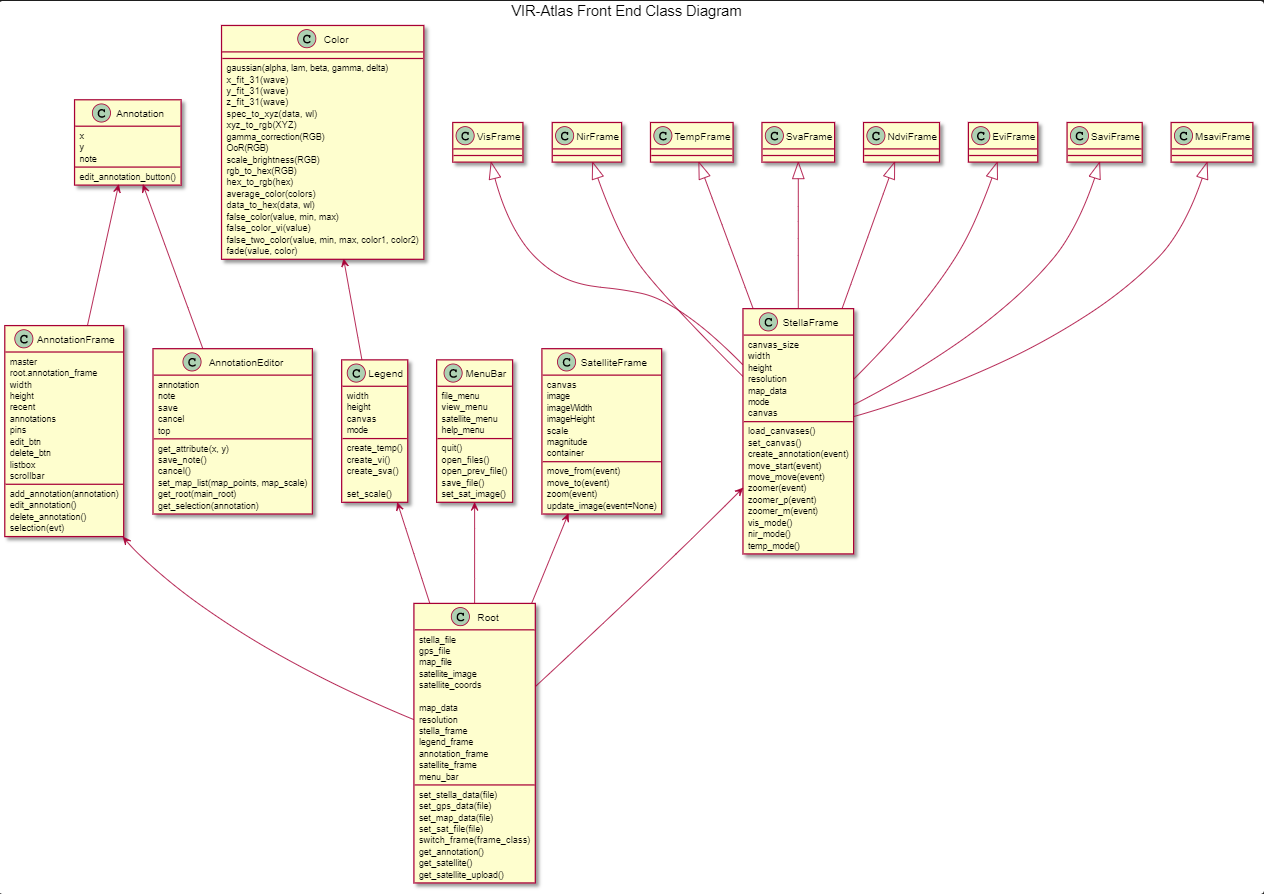 VIR-Atlas Front End Class Diagram
C Color
gaussian(alpha, lam, beta, gamma, delta)
x_fit_31(wave)
y_fit_31(wave)
z_fit_31(wave)
spec_to_xyz(data, wl)
xyz_to_rgb(XYZ)
gamma_correction(RGB)
OoR(RGB)
scale_brightness(RGB)
rgb_to_hex(RGB)
hex_to_rgb(hex)
average_color(colors)
data_to_hex(data, wl)
false_color(value, min, max)
false_color_vi(value)
false_two_color(value, min, max, color1, color2)
fade(value, color)
C Annotation
x
y
note
edit_annotation_button()
C VisFrame
C NirFrame
C TempFrame
C SvaFrame
C NdviFrame
C EviFrame
C SaviFrame
C MsaviFrame
C AnnotationFrame
master
root.annotation_frame
width
height
recent
annotations
pins
edit_btn
delete_btn
listbox
scrollbar
add_annotation(annotation)
edit_annotation()
delete_annotation()
selection(evt)
C AnnotationEditor
annotation
note
save
cancel
top
get_attribute(x, y)
save_note()
cancel()
set_map_list(map_points, map_scale)
get_root(main_root)
get_selection(annotation)
C Legend
width
height
canvas
mode
create_temp()
create_vi()
create_sva()
set_scale()
C MenuBar
file_menu
view_menu
satellite_menu
help_menu
quit()
open_files()
open_prev_file()
save_file()
set_sat_image()
C SatelliteFrame
canvas
image
imageWidth
imageHeight
scale
magnitude
container
move_from(event)
move_to(event)
zoom(event)
update_image(event=None)
C StellaFrame
canvas_size
width
height
resolution
map_data
mode
canvas
load_canvases()
set_canvas()
create_annotation(event)
move_start(event)
move_move(event)
zoomer(event)
zoomer_p(event)
zoomer_m(event)
vis_mode()
nir_mode()
temp_mode()
C Root
stella_file
gps_file
map_file
satellite_image
satellite_coords
map_data
resolution
stella_frame
legend_frame
annotation_frame
satellite_frame
menu_bar
set_stella_data(file)
set_gps_data(file)
set_map_data(file)
set_sat_file(file)
switch_frame(frame_class)
get_annotation()
get_satellite()
get_satellite_upload()